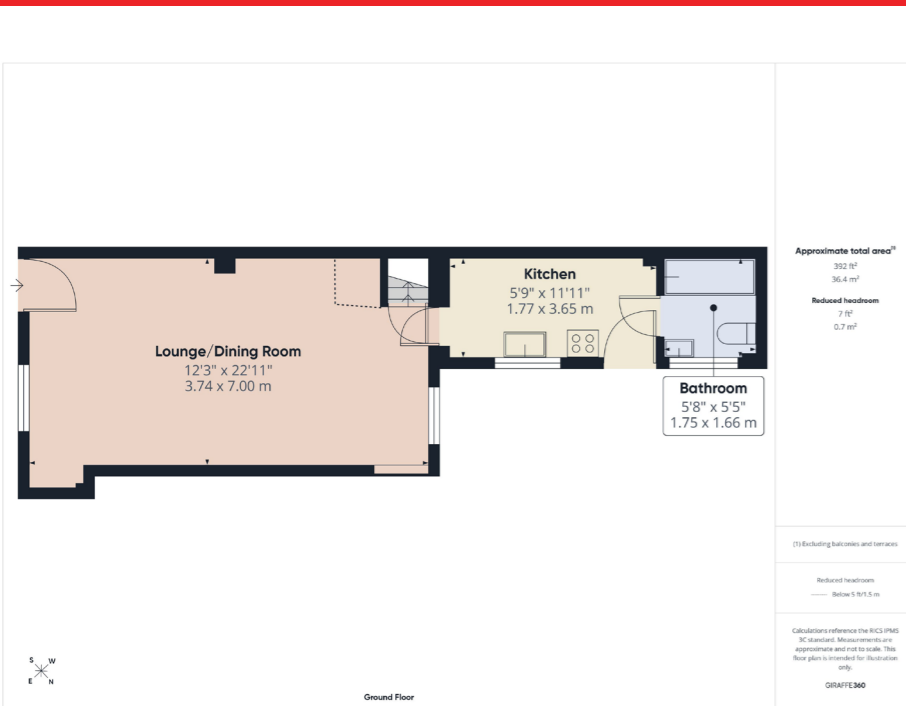 Lounge/Dining Room
12'3" x 22'11"
3.74 x 7.00 m
Kitchen
5'9" x 11'11"
1.77 x 3.65 m
Bathroom
5'8" x 5'5"
1.75 x 1.66 m
Approximate total area(1)
392 ft²
36.4 m²
Reduced headroom
7 ft²
0.7 m²
(1) Excluding balconies and terraces
Reduced headroom
Below 5 ft/1.5 m
Calculations reference the RICS IPMS
3C standard. Measurements are
approximate and not to scale. This
floor plan is intended for illustration
only.
GIRAFFE360
S W
E N
Ground Floor